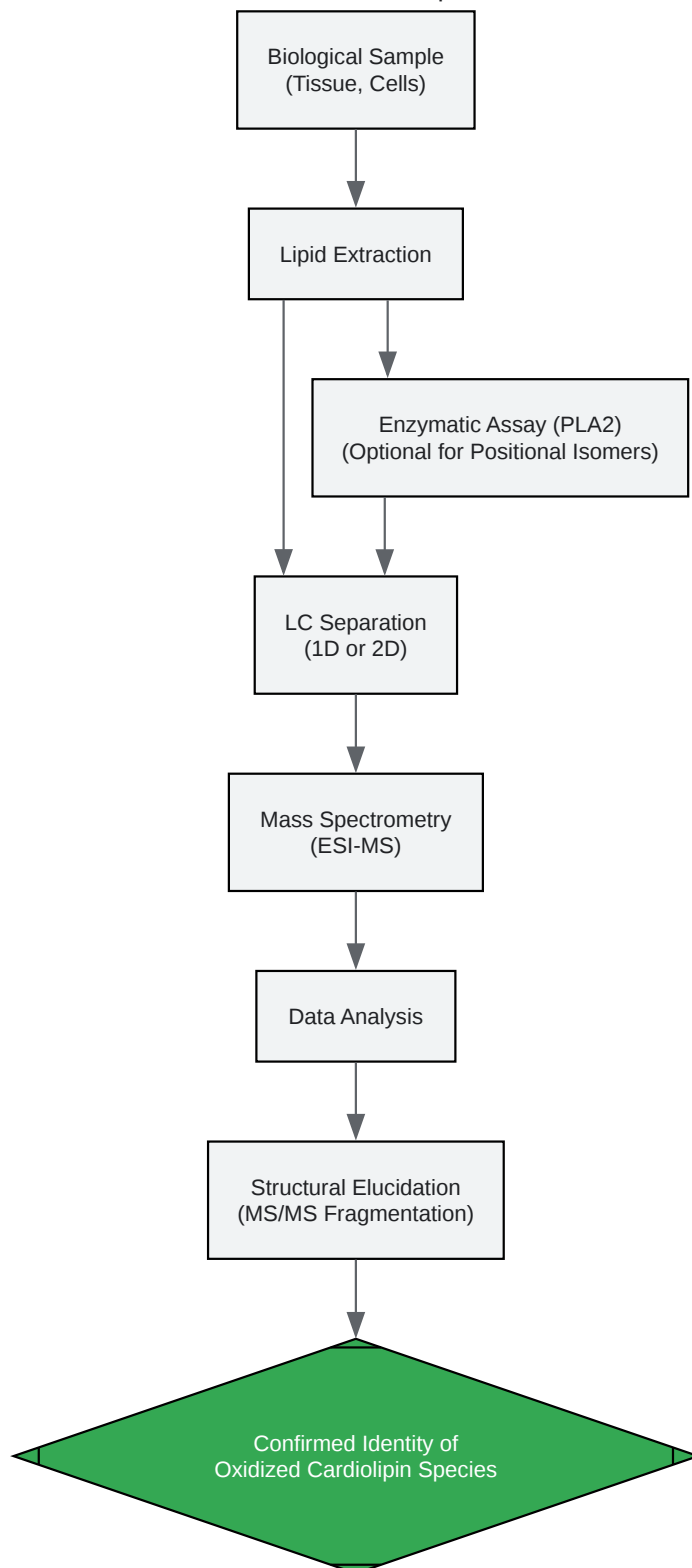 Biological Sample
(Tissue, Cells)
Lipid Extraction
Enzymatic Assay (PLA2)
(Optional for Positional Isomers)
LC Separation
(1D or 2D)
Mass Spectrometry
(ESI-MS)
Data Analysis
Structural Elucidation
(MS/MS Fragmentation)
Confirmed Identity of
Oxidized Cardiolipin Species